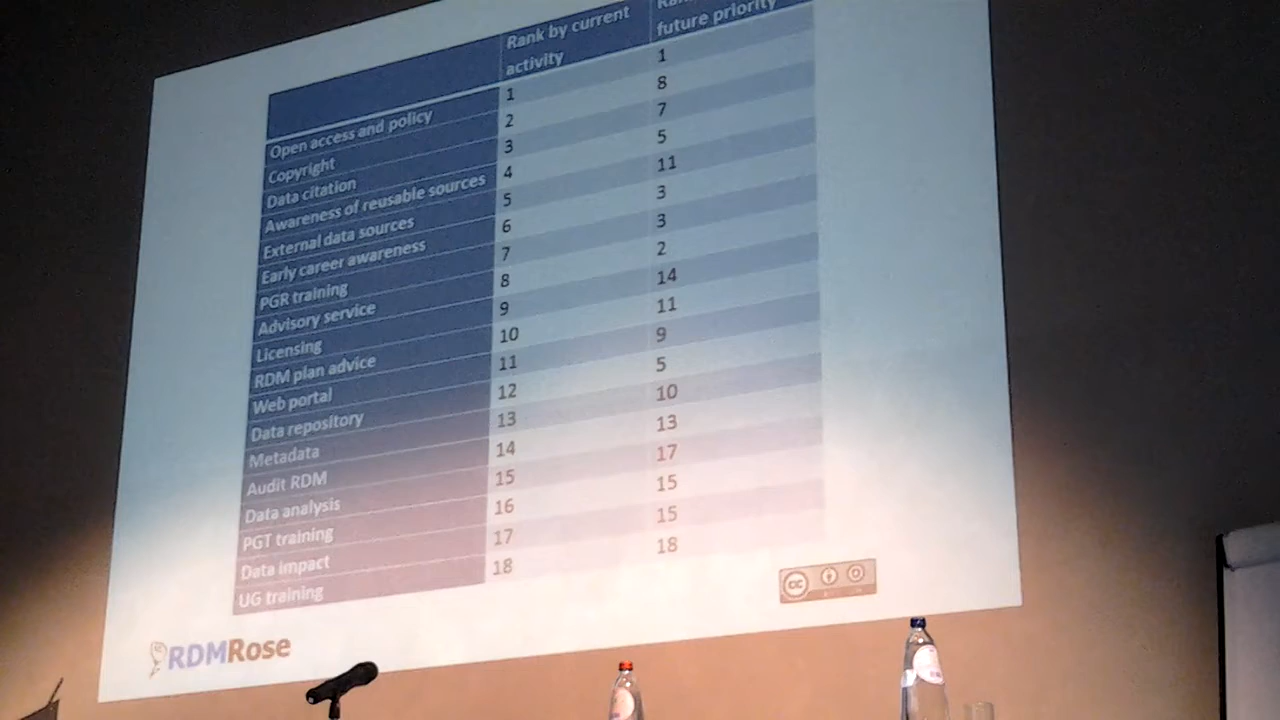 Rank by current activity
future priority
Open access and policy 1 1
Copyright 2 8
Data citation 3 7
Awareness of reusable sources 4 5
External data sources 5 11
Early career awareness 6 3
PGR training 7 3
Advisory service 8 2
Licensing 9 14
RDM plan advice 10 11
Web portal 11 9
Data repository 12 5
Metadata 13 10
Audit RDM 14 13
Data analysis 15 17
PGT training 16 15
Data impact 17 15
UG training 18 18
cc
RDMRose